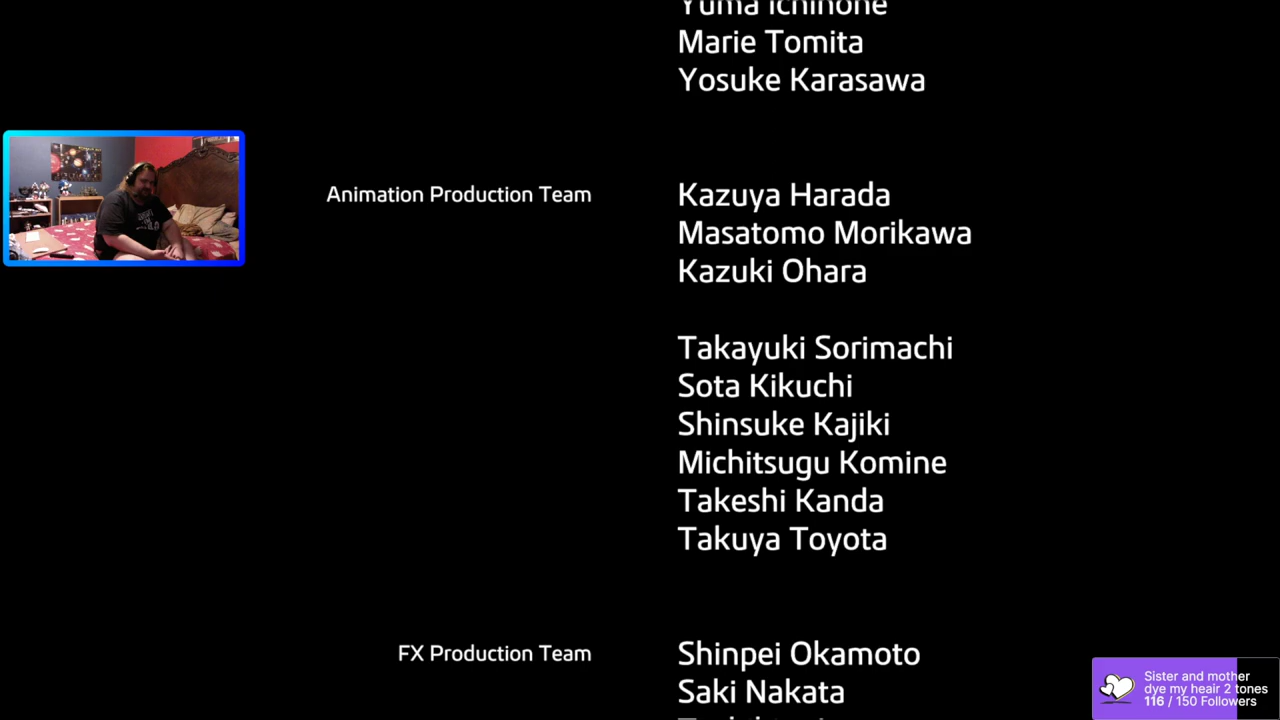 Marie Tomita
Yosuke Karasawa
Animation Production Team
Kazuya Harada
Masatomo Morikawa
Kazuki Ohara
Takayuki Sorimachi
Sota Kikuchi
Shinsuke Kajiki
Michitsugu Komine
Takeshi Kanda
Takuya Toyota
FX Production Team
Shinpei Okamoto
Saki Nakata
Sister and mother
dye my heair 2 tones
116 / 150 Followers